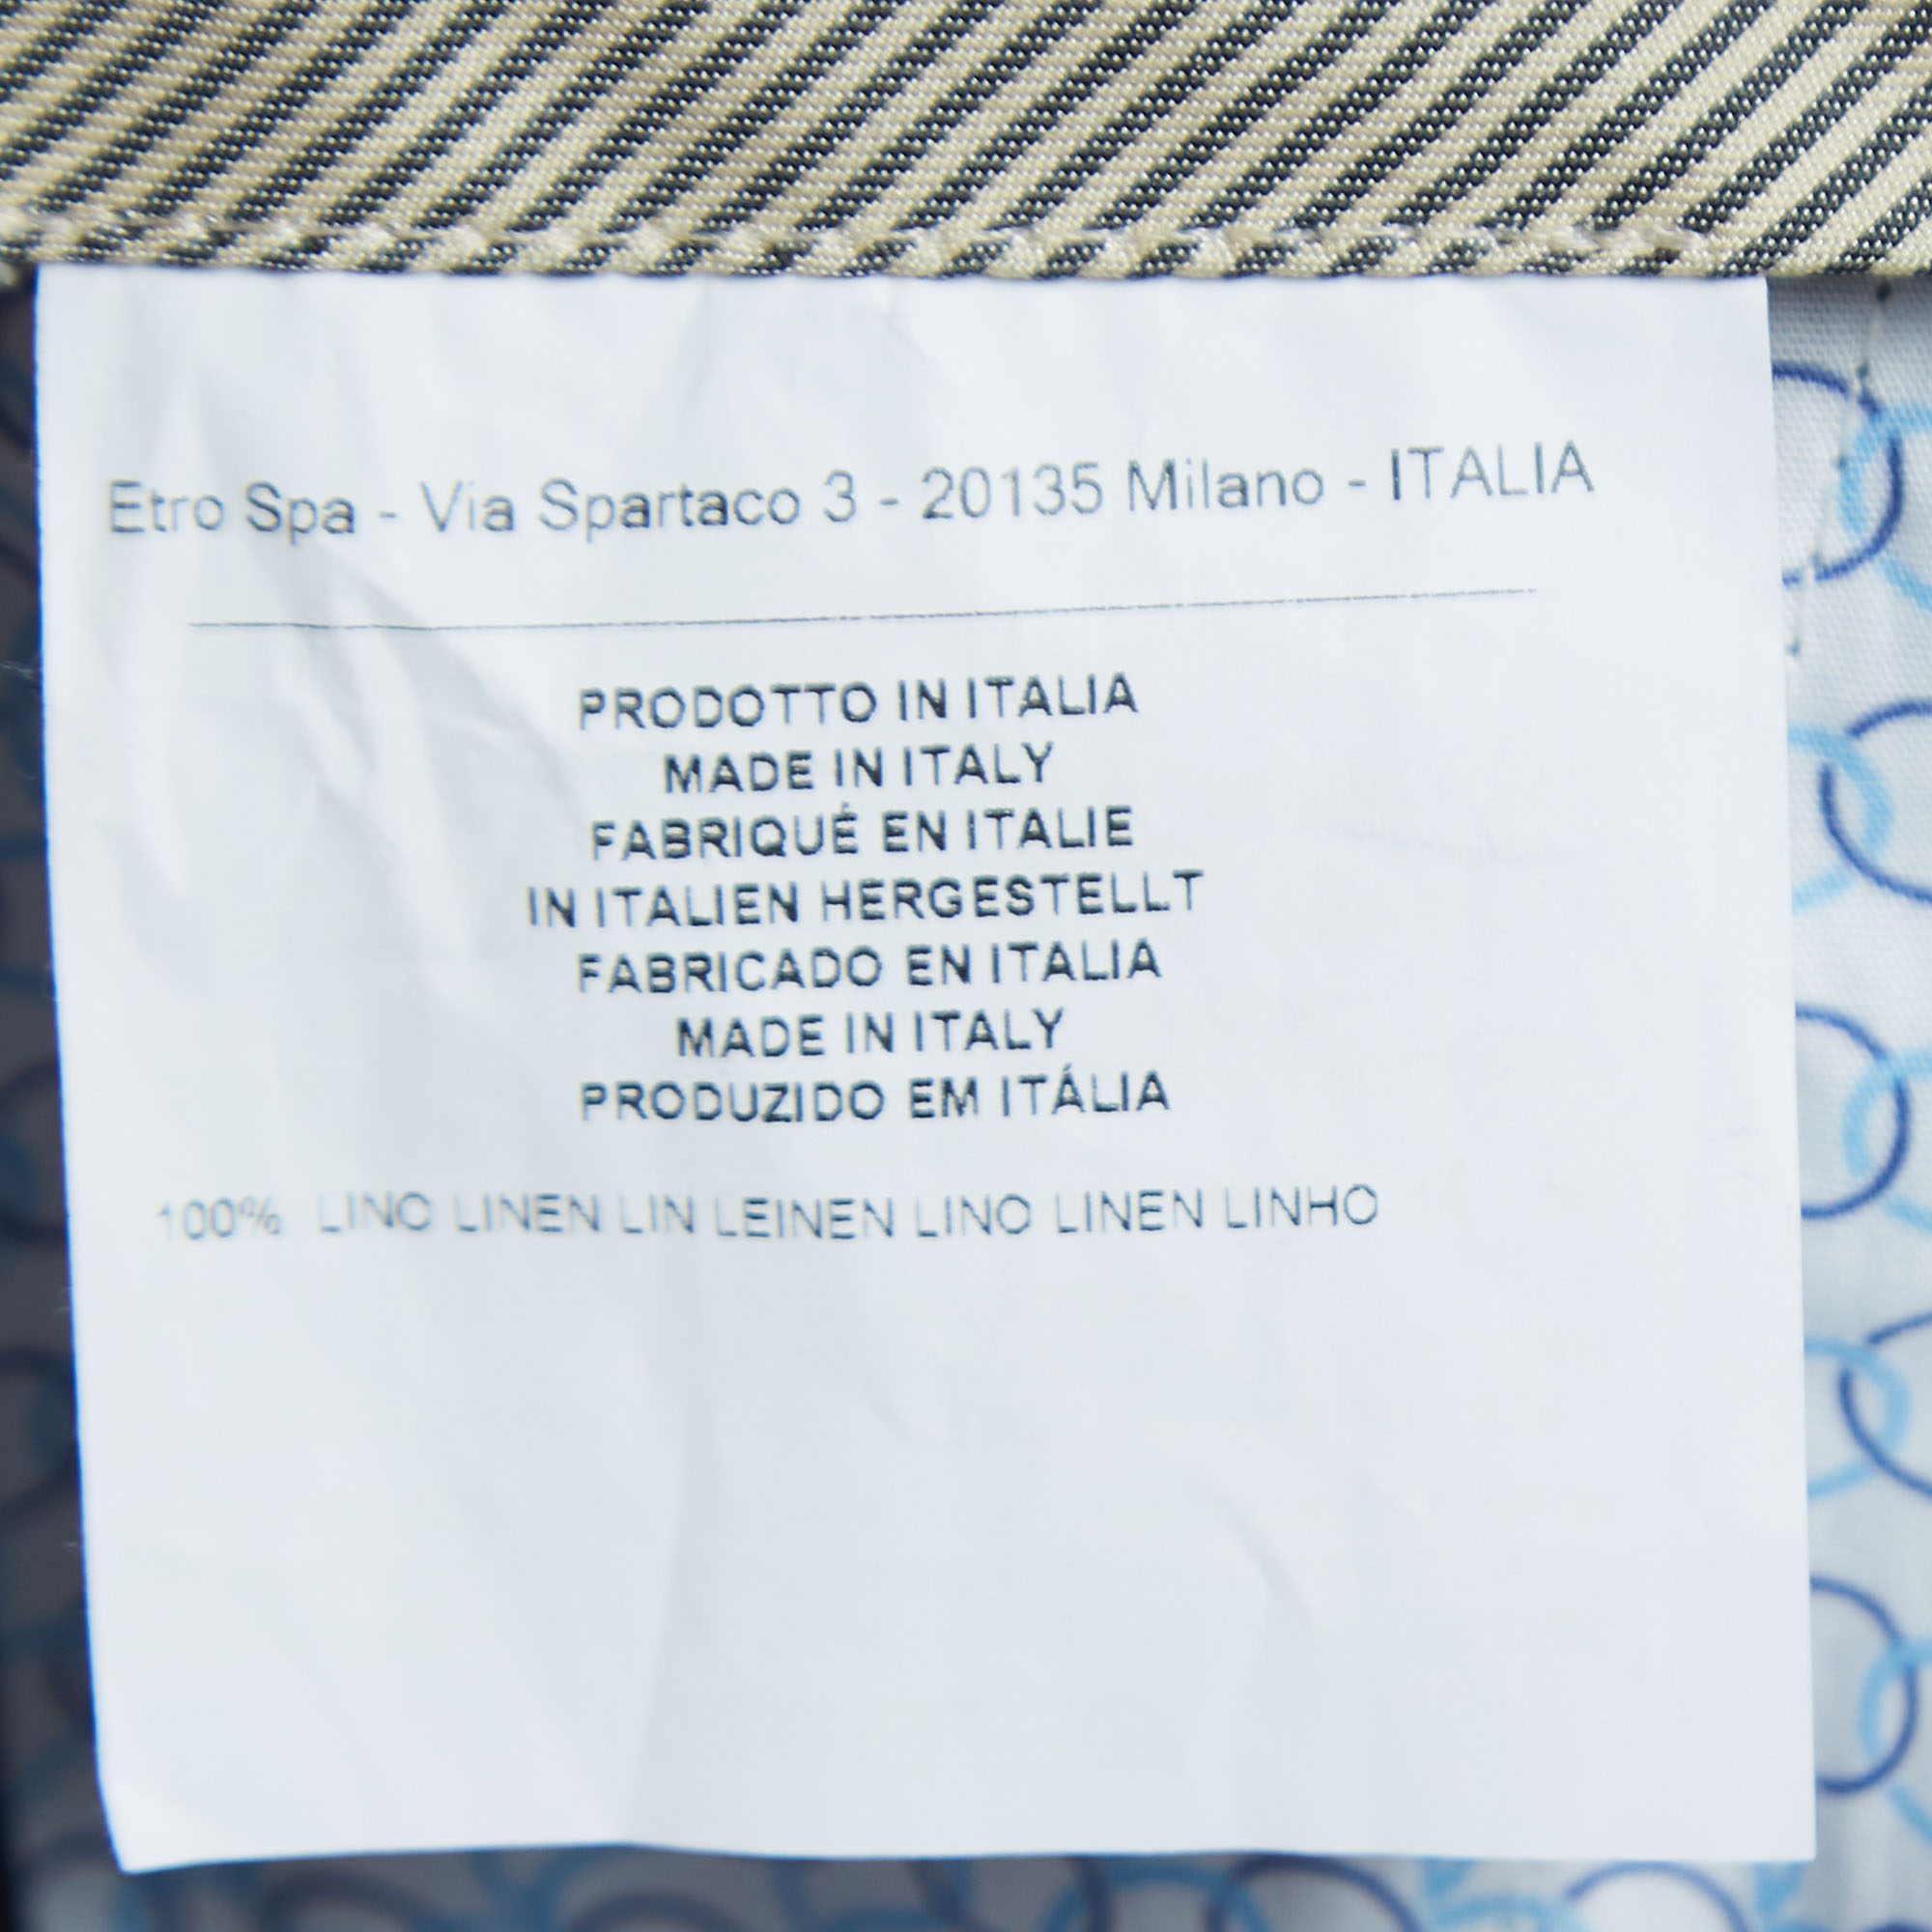 Etro Spa - Via Spartaco 3 - 20135 Milano - ITALIA
PRODOTTO IN ITALIA
MADE IN ITALY
FABRIQUÉ EN ITALIE
IN ITALIEN HERGESTELLT
FABRICADO EN ITALIA
MADE IN ITALY
PRODUZIDO EM ITÁLIA
100% LINO LINEN LIN LEINEN LINO LINEN LINHO